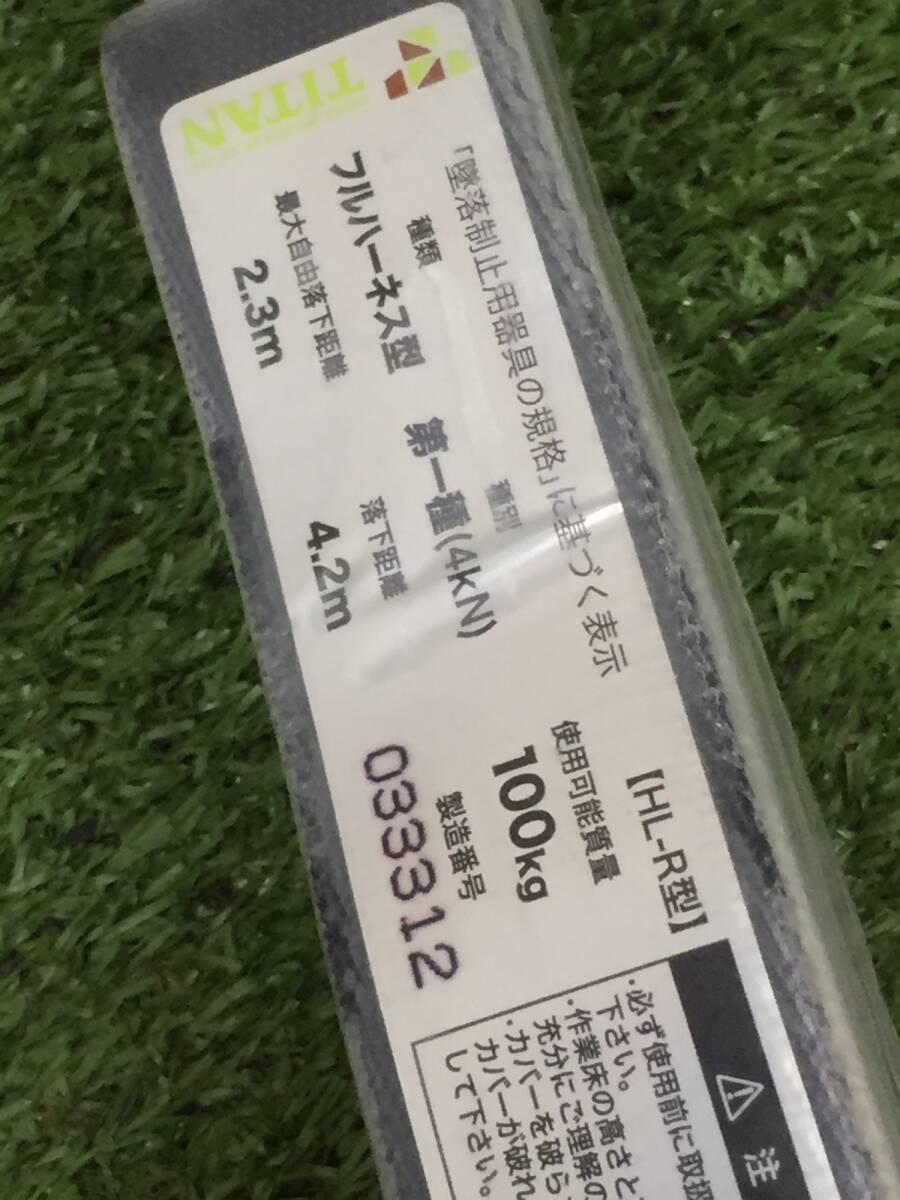 TITAN
「墜落制止用器具の規格」に基づく表示
【HL-R型】
種類
フルハーネス型
種別
第一種(4kN)
使用可能質量
100kg
最大自由落下距離
2.3m
落下距離
4.2m
製造番号
033312
⚠ 注
・必ず使用前に取扱
下さい。
・作業床の高さと
充分にご理解の
・カバーを破ら
カバーが破れ
して下さい。